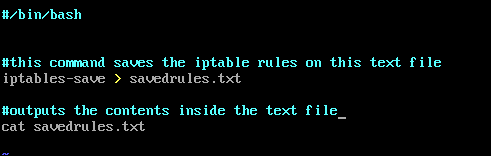 #/bin/bash
#this command saves the iptable rules on this text file
iptables-save > savedrules.txt
#outputs the contents inside the text file_
cat savedrules.txt
~